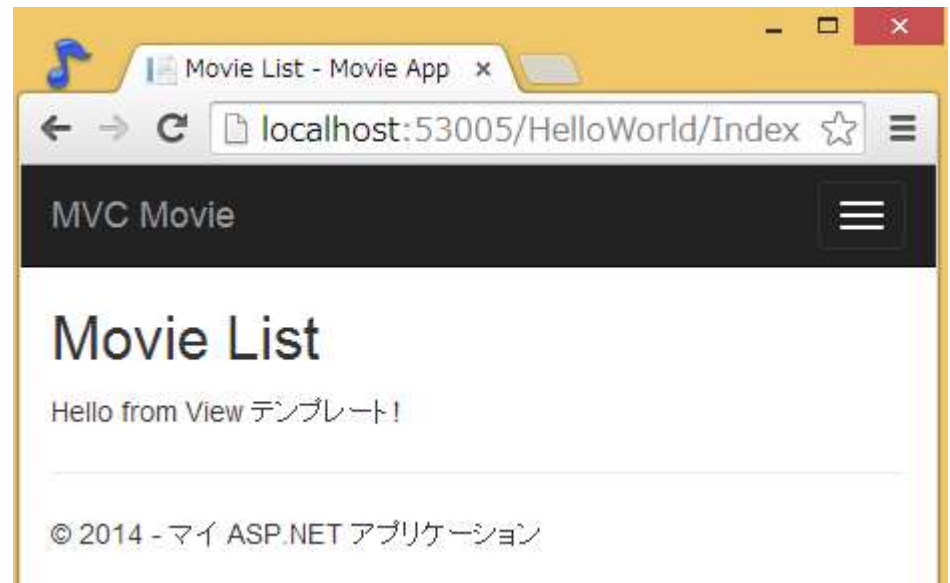 Movie List - Movie App
localhost:53005/HelloWorld/Index
MVC Movie
Movie List
Hello from View テンプレート!
© 2014 - マイ ASP.NET アプリケーション